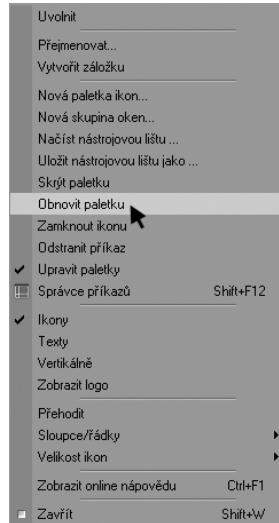 Uvolnit
Přejmenovat...
Vytvořit záložku
Nová paletka ikon...
Nová skupina oken...
Načíst nástrojovou lištu ...
Uložit nástrojovou lištu jako ...
Skrýt paletku
Obnovit paletku
Zamknout ikonu
Odstranit příkaz
Upravit paletky
Správce příkazů Shift+F12
Ikony
Texty
Vertikálně
Zobrazit logo
Přehodit
Sloupce/řádky
Velikost ikon
Zobrazit online nápovědu Ctrl+F1
Zavřít Shift+W